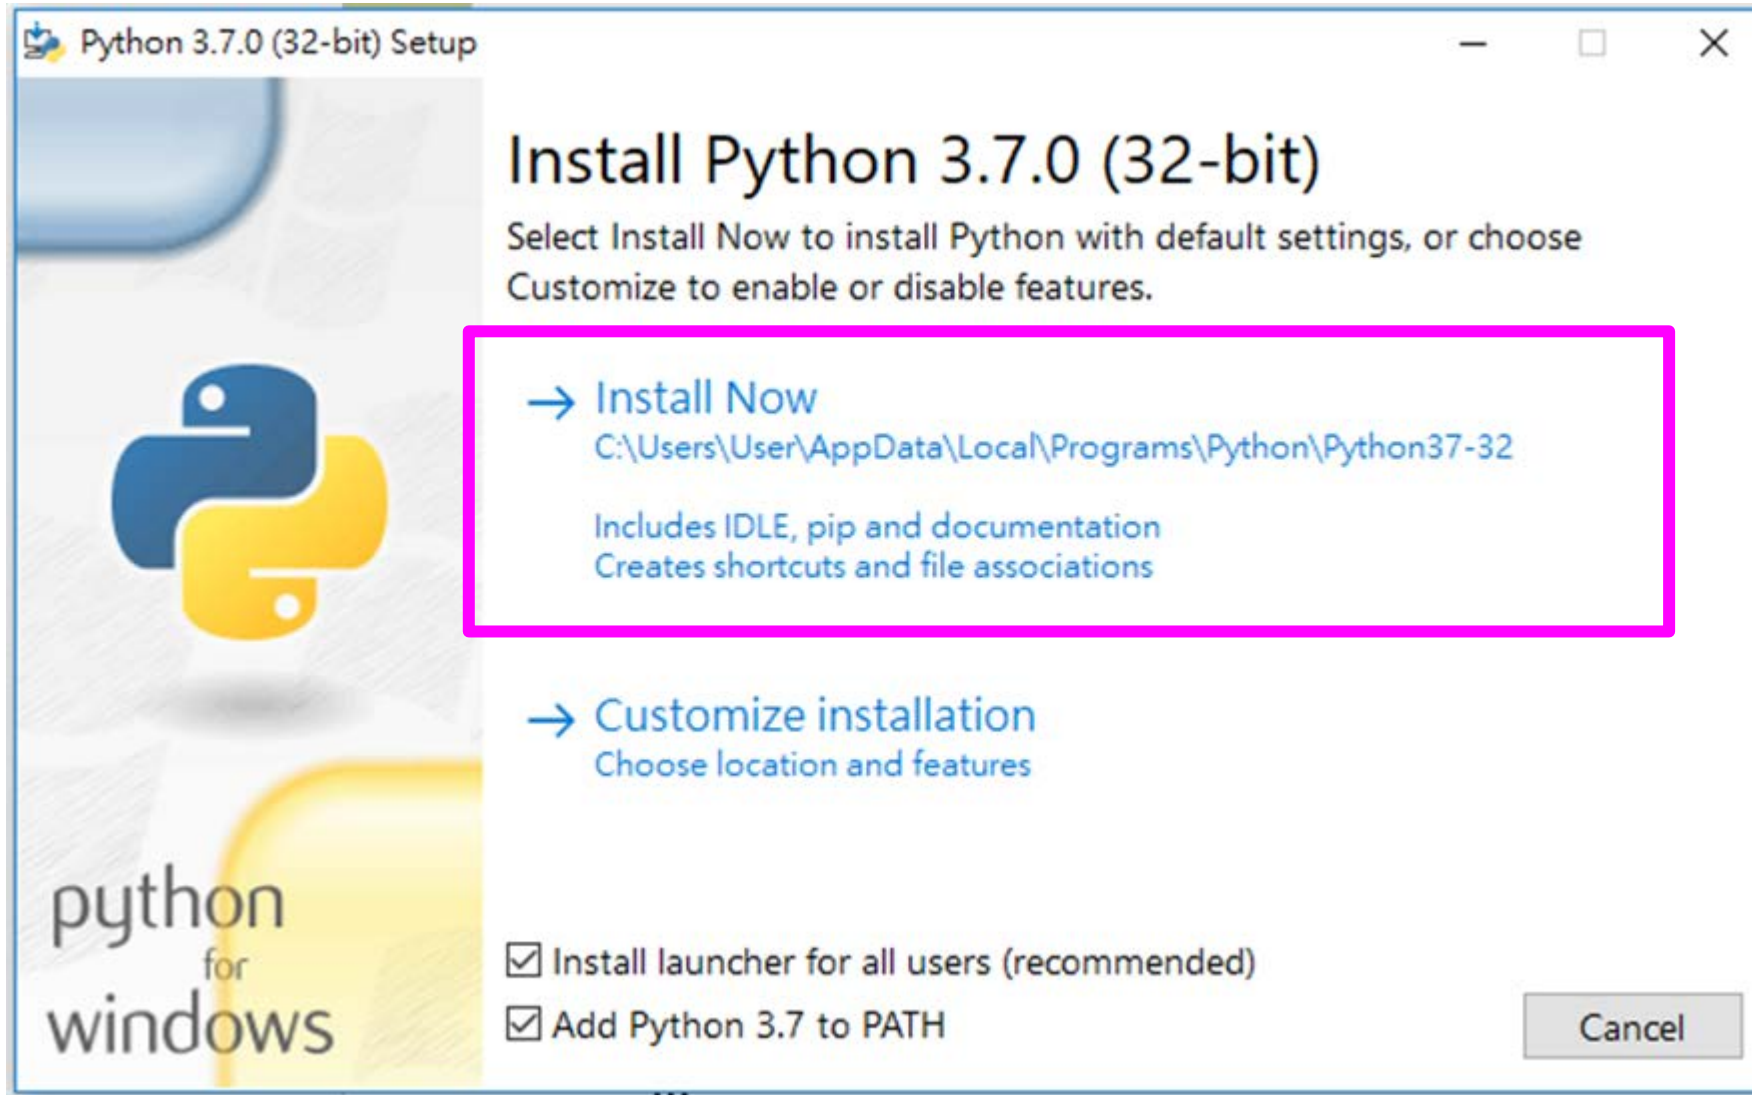 Python 3.7.0 (32-bit) Setup
Install Python 3.7.0 (32-bit)
Select Install Now to install Python with default settings, or choose
Customize to enable or disable features.
Install Now
C:\Users\User\AppData\Local\Programs\Python\Python37-32
Includes IDLE, pip and documentation
Creates shortcuts and file associations
Customize installation
Choose location and features
python
for
windows
Install launcher for all users (recommended)
Add Python 3.7 to PATH
Cancel